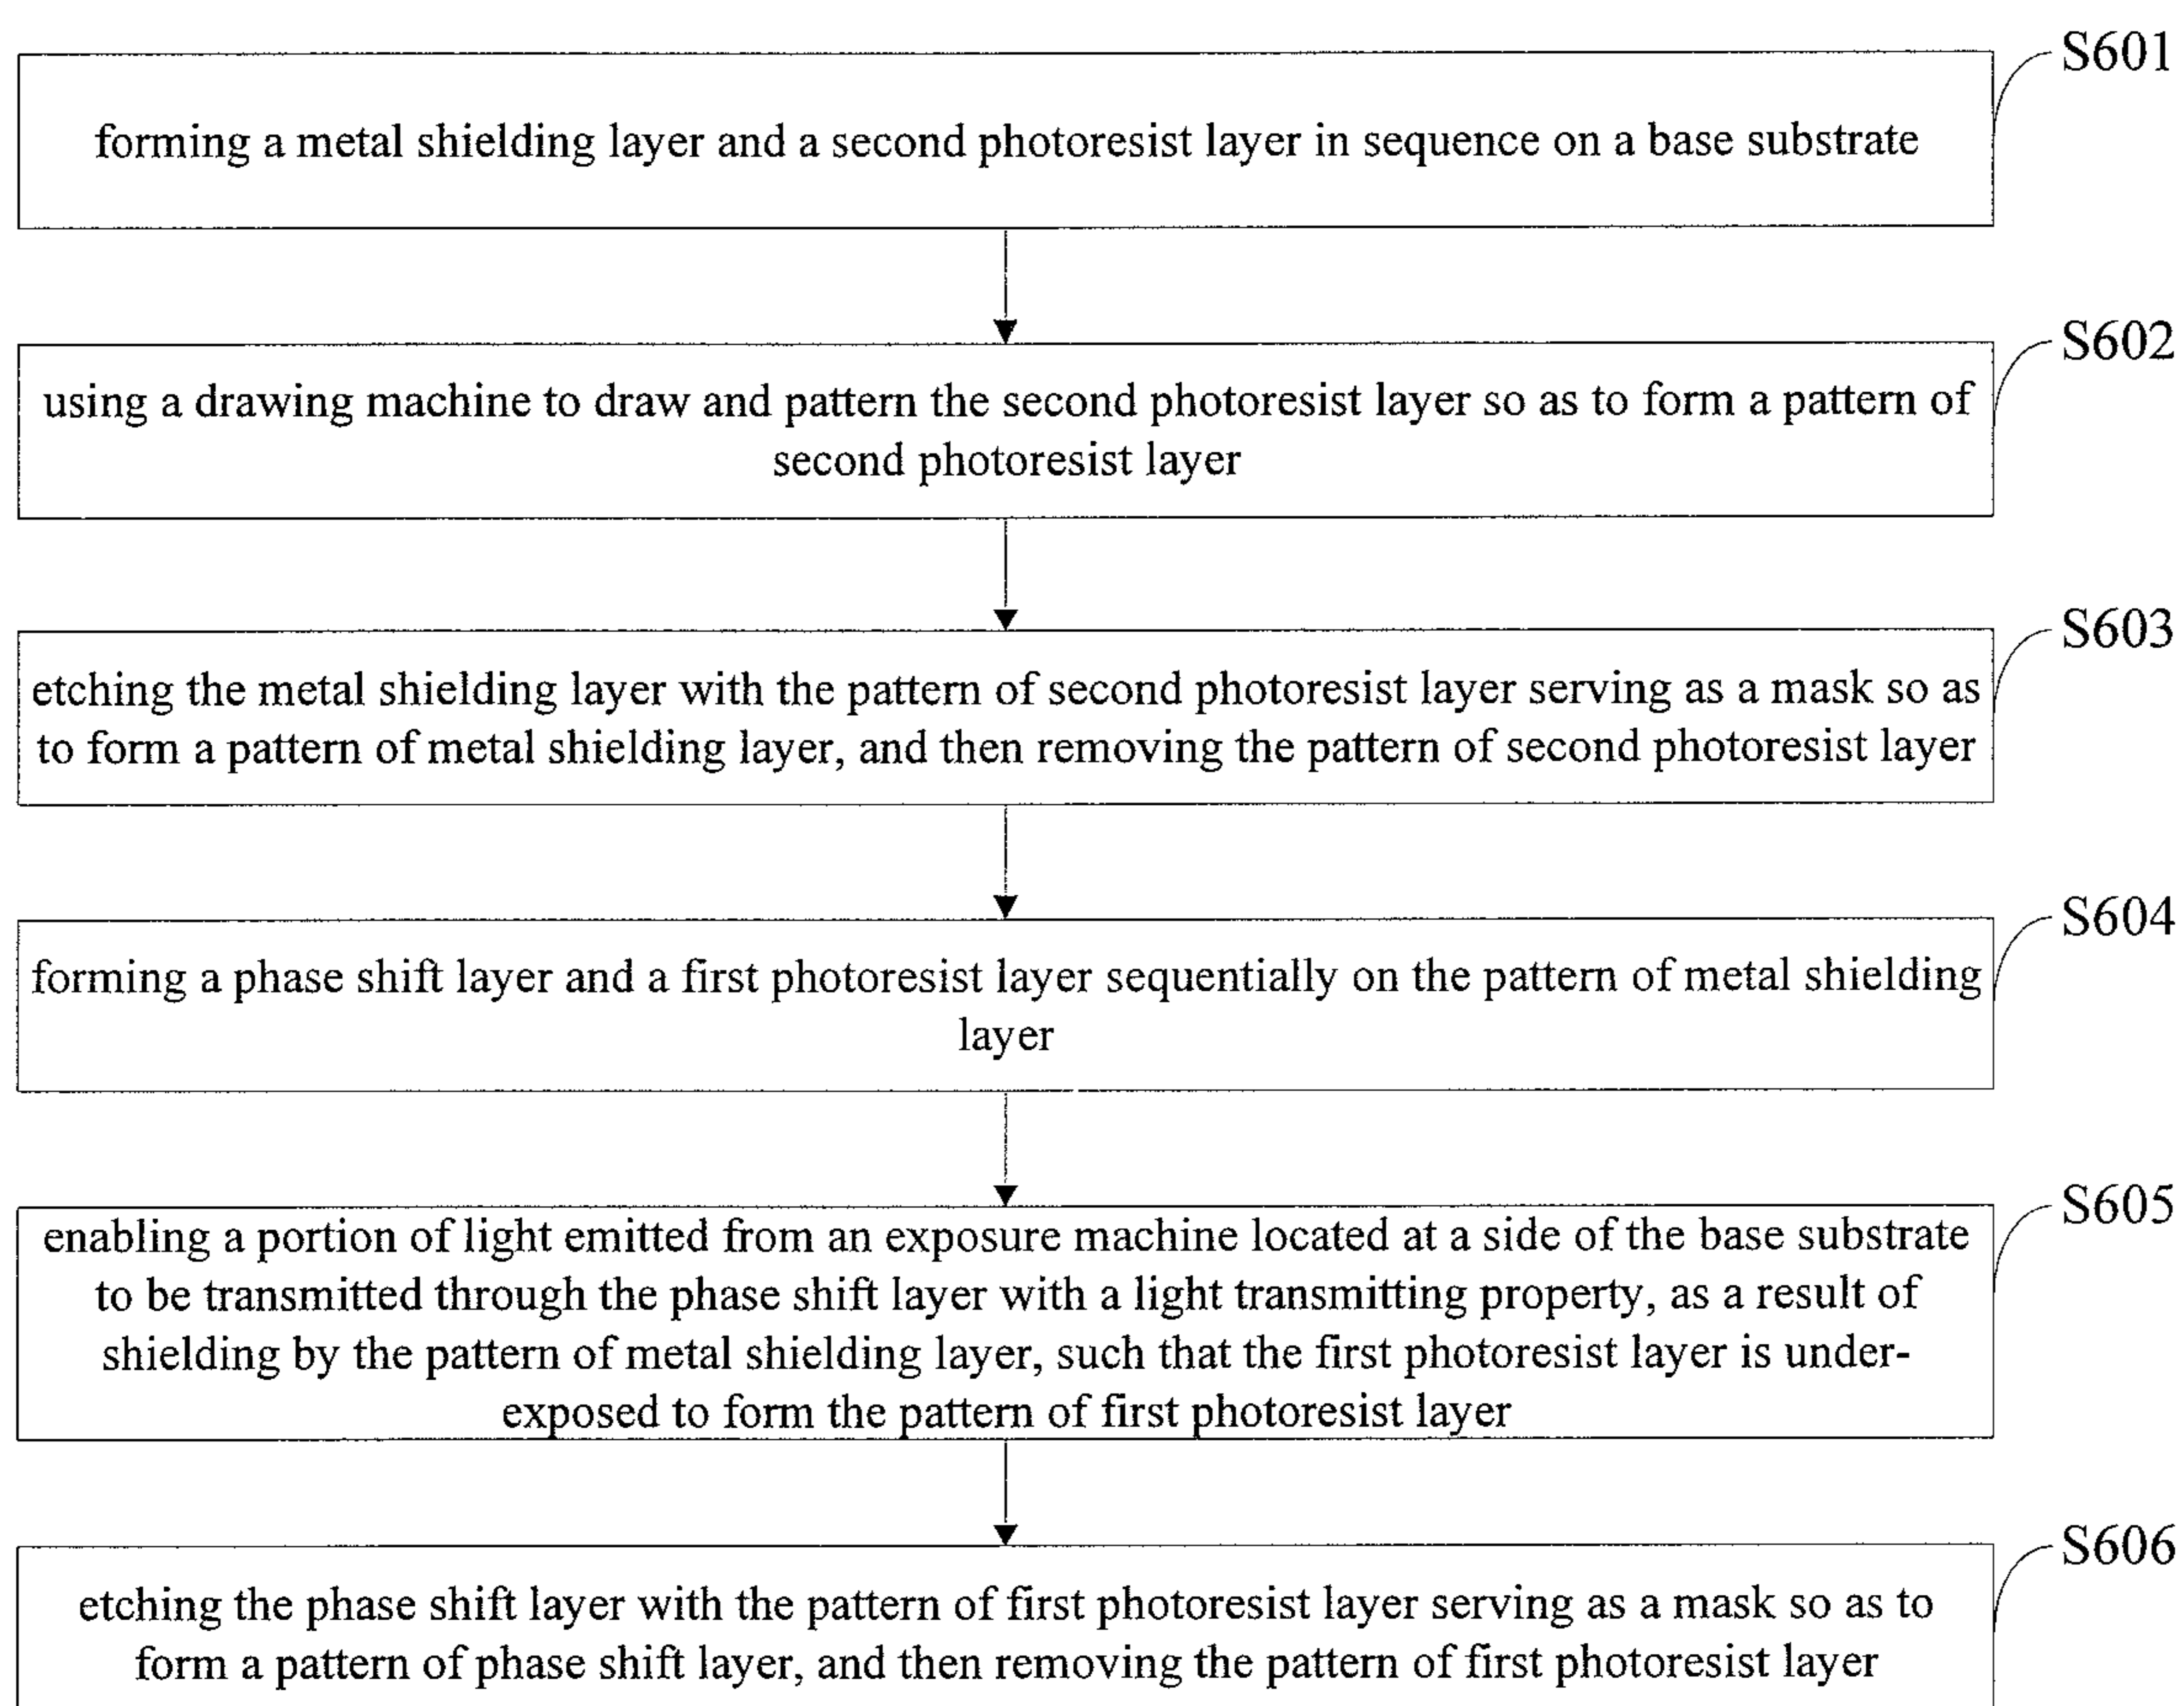 S601
forming a metal shielding layer and a second photoresist layer in sequence on a base substrate
S602
using a drawing machine to draw and pattern the second photoresist layer so as to form a pattern of
second photoresist layer
S603
etching the metal shielding layer with the pattern of second photoresist layer serving as a mask so as
to form a pattern of metal shielding layer, and then removing the pattern of second photoresist layer
S604
forming a phase shift layer and a first photoresist layer sequentially on the pattern of metal shielding
layer
S605
enabling a portion of light emitted from an exposure machine located at a side of the base substrate
to be transmitted through the phase shift layer with a light transmitting property, as a result of
shielding by the pattern of metal shielding layer, such that the first photoresist layer is under-
exposed to form the pattern of first photoresist layer
S606
etching the phase shift layer with the pattern of first photoresist layer serving as a mask so as to
form a pattern of phase shift layer, and then removing the pattern of first photoresist layer